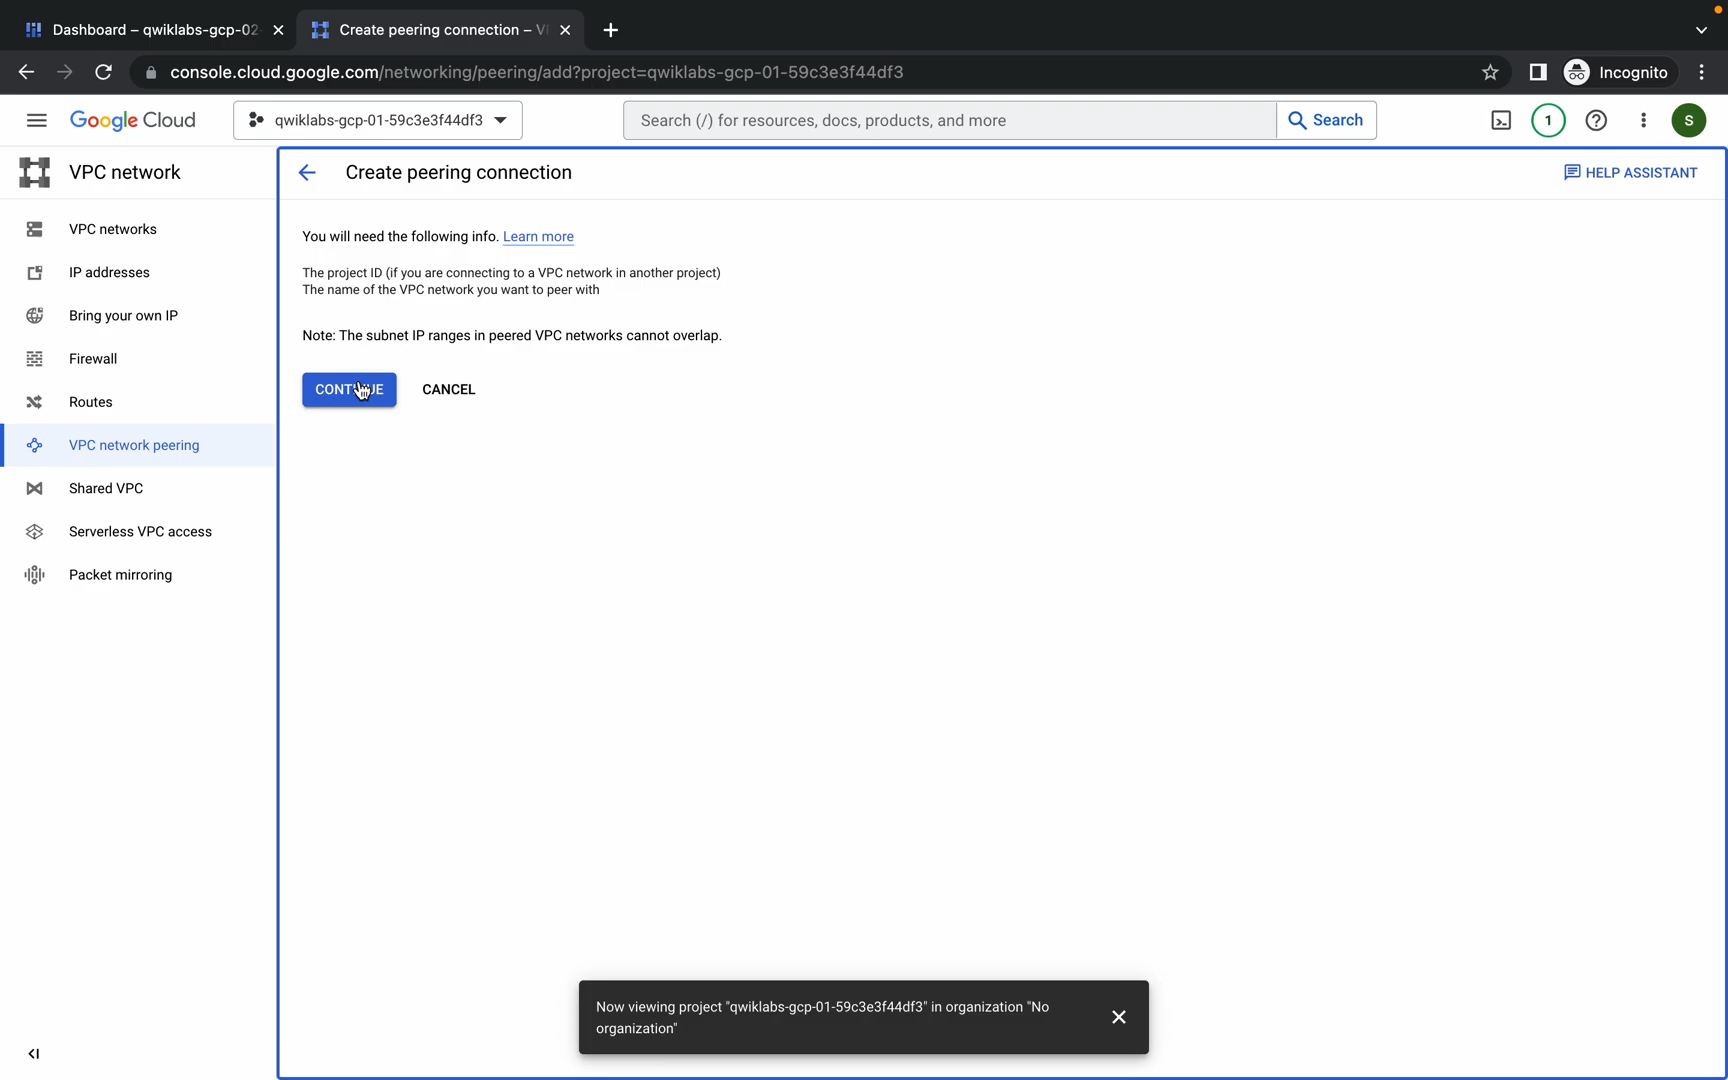 Dashboard – qwiklabs-gcp-02
Create peering connection – V
console.cloud.google.com/networking/peering/add?project=qwiklabs-gcp-01-59c3e3f44df3
Incognito
Google Cloud
qwiklabs-gcp-01-59c3e3f44df3
Search (/) for resources, docs, products, and more
Search
1
S
VPC network
Create peering connection
HELP ASSISTANT
VPC networks
IP addresses
Bring your own IP
Firewall
Routes
VPC network peering
Shared VPC
Serverless VPC access
Packet mirroring
You will need the following info. Learn more
The project ID (if you are connecting to a VPC network in another project)
The name of the VPC network you want to peer with
Note: The subnet IP ranges in peered VPC networks cannot overlap.
CONTINUE
CANCEL
Now viewing project "qwiklabs-gcp-01-59c3e3f44df3" in organization "No
organization"